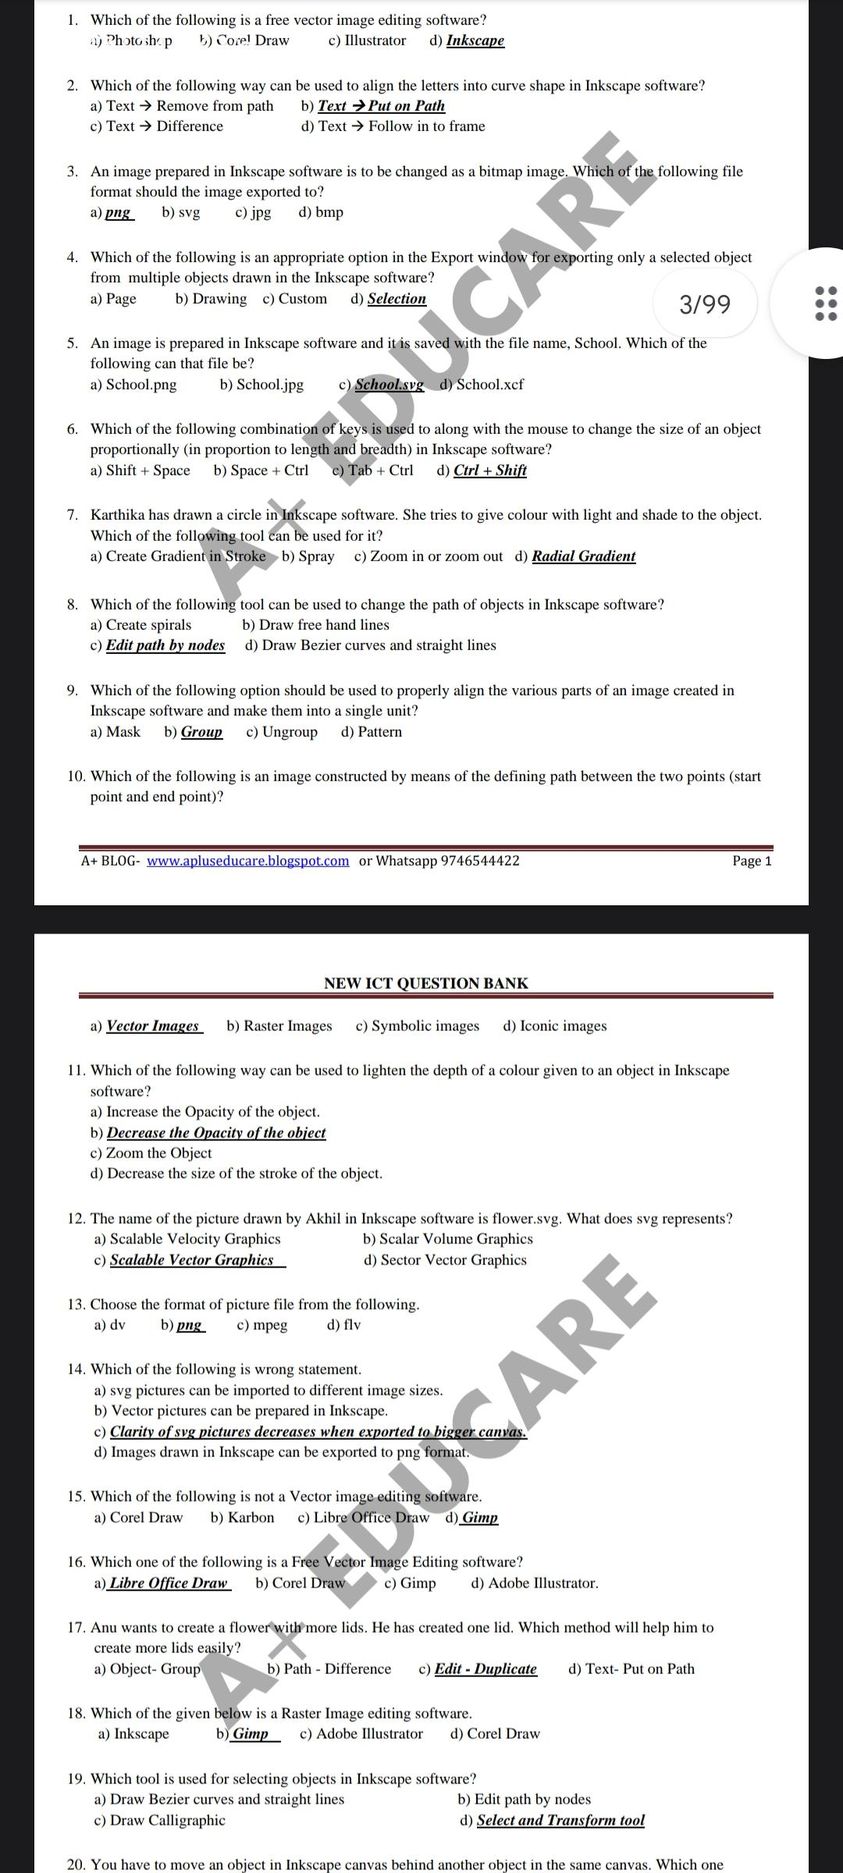 1. Which of the following is a free vector image editing software?
a) Photoshop b) Corel Draw c) Illustrator d) Inkscape
2. Which of the following way can be used to align the letters into curve shape in Inkscape software?
a) Text → Remove from path b) Text → Put on Path
c) Text → Difference d) Text → Follow in to frame
3. An image prepared in Inkscape software is to be changed as a bitmap image. Which of the following file
format should the image exported to?
a) png b) svg c) jpg d) bmp
4. Which of the following is an appropriate option in the Export window for exporting only a selected object
from multiple objects drawn in the Inkscape software?
a) Page b) Drawing c) Custom d) Selection
3/99
5. An image is prepared in Inkscape software and it is saved with the file name, School. Which of the
following can that file be?
a) School.png b) School.jpg c) School.svg d) School.xcf
6. Which of the following combination of keys is used to along with the mouse to change the size of an object
proportionally (in proportion to length and breadth) in Inkscape software?
a) Shift + Space b) Space + Ctrl c) Tab + Ctrl d) Ctrl + Shift
7. Karthika has drawn a circle in Inkscape software. She tries to give colour with light and shade to the object.
Which of the following tool can be used for it?
a) Create Gradient in Stroke b) Spray c) Zoom in or zoom out d) Radial Gradient
8. Which of the following tool can be used to change the path of objects in Inkscape software?
a) Create spirals b) Draw free hand lines
c) Edit path by nodes d) Draw Bezier curves and straight lines
9. Which of the following option should be used to properly align the various parts of an image created in
Inkscape software and make them into a single unit?
a) Mask b) Group c) Ungroup d) Pattern
10. Which of the following is an image constructed by means of the defining path between the two points (start
point and end point)?
A+ EDUCARE
A+ BLOG- www.apluseducare.blogspot.com or Whatsapp 9746544422 Page 1
NEW ICT QUESTION BANK
a) Vector Images b) Raster Images c) Symbolic images d) Iconic images
11. Which of the following way can be used to lighten the depth of a colour given to an object in Inkscape
software?
a) Increase the Opacity of the object.
b) Decrease the Opacity of the object
c) Zoom the Object
d) Decrease the size of the stroke of the object.
12. The name of the picture drawn by Akhil in Inkscape software is flower.svg. What does svg represents?
a) Scalable Velocity Graphics b) Scalar Volume Graphics
c) Scalable Vector Graphics d) Sector Vector Graphics
13. Choose the format of picture file from the following.
a) dv b) png c) mpeg d) flv
14. Which of the following is wrong statement.
a) svg pictures can be imported to different image sizes.
b) Vector pictures can be prepared in Inkscape.
c) Clarity of svg pictures decreases when exported to bigger canvas.
d) Images drawn in Inkscape can be exported to png format.
15. Which of the following is not a Vector image editing software.
a) Corel Draw b) Karbon c) Libre Office Draw d) Gimp
16. Which one of the following is a Free Vector Image Editing software?
a) Libre Office Draw b) Corel Draw c) Gimp d) Adobe Illustrator.
17. Anu wants to create a flower with more lids. He has created one lid. Which method will help him to
create more lids easily?
a) Object- Group b) Path - Difference c) Edit - Duplicate d) Text- Put on Path
18. Which of the given below is a Raster Image editing software.
a) Inkscape b) Gimp c) Adobe Illustrator d) Corel Draw
19. Which tool is used for selecting objects in Inkscape software?
a) Draw Bezier curves and straight lines b) Edit path by nodes
c) Draw Calligraphic d) Select and Transform tool
20. You have to move an object in Inkscape canvas behind another object in the same canvas. Which one
A+ EDUCARE